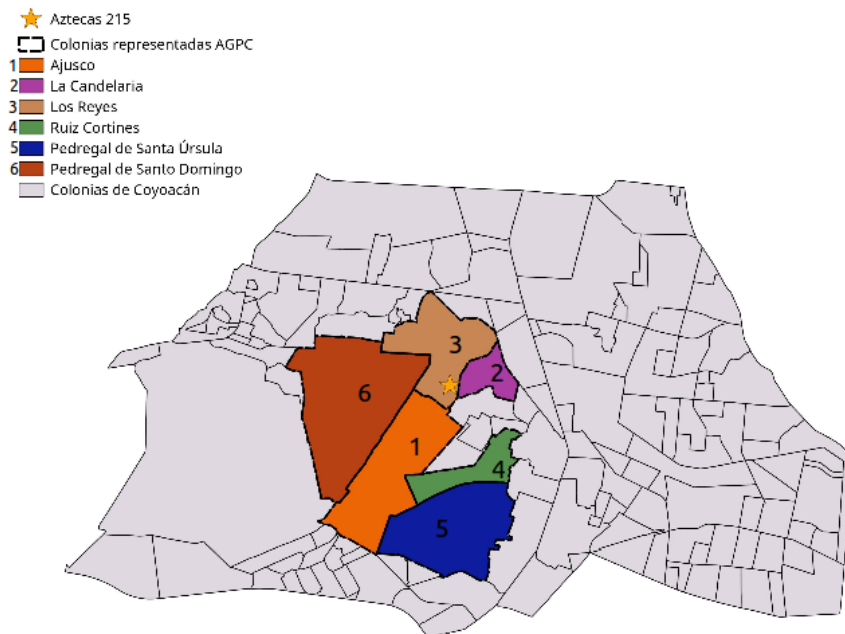 Aztecas 215
Colonias representadas AGPC
1 Ajusco
2 La Candelaria
3 Los Reyes
4 Ruiz Cortines
5 Pedregal de Santa Úrsula
6 Pedregal de Santo Domingo
Colonias de Coyoacán
3
2
6
1
4
5